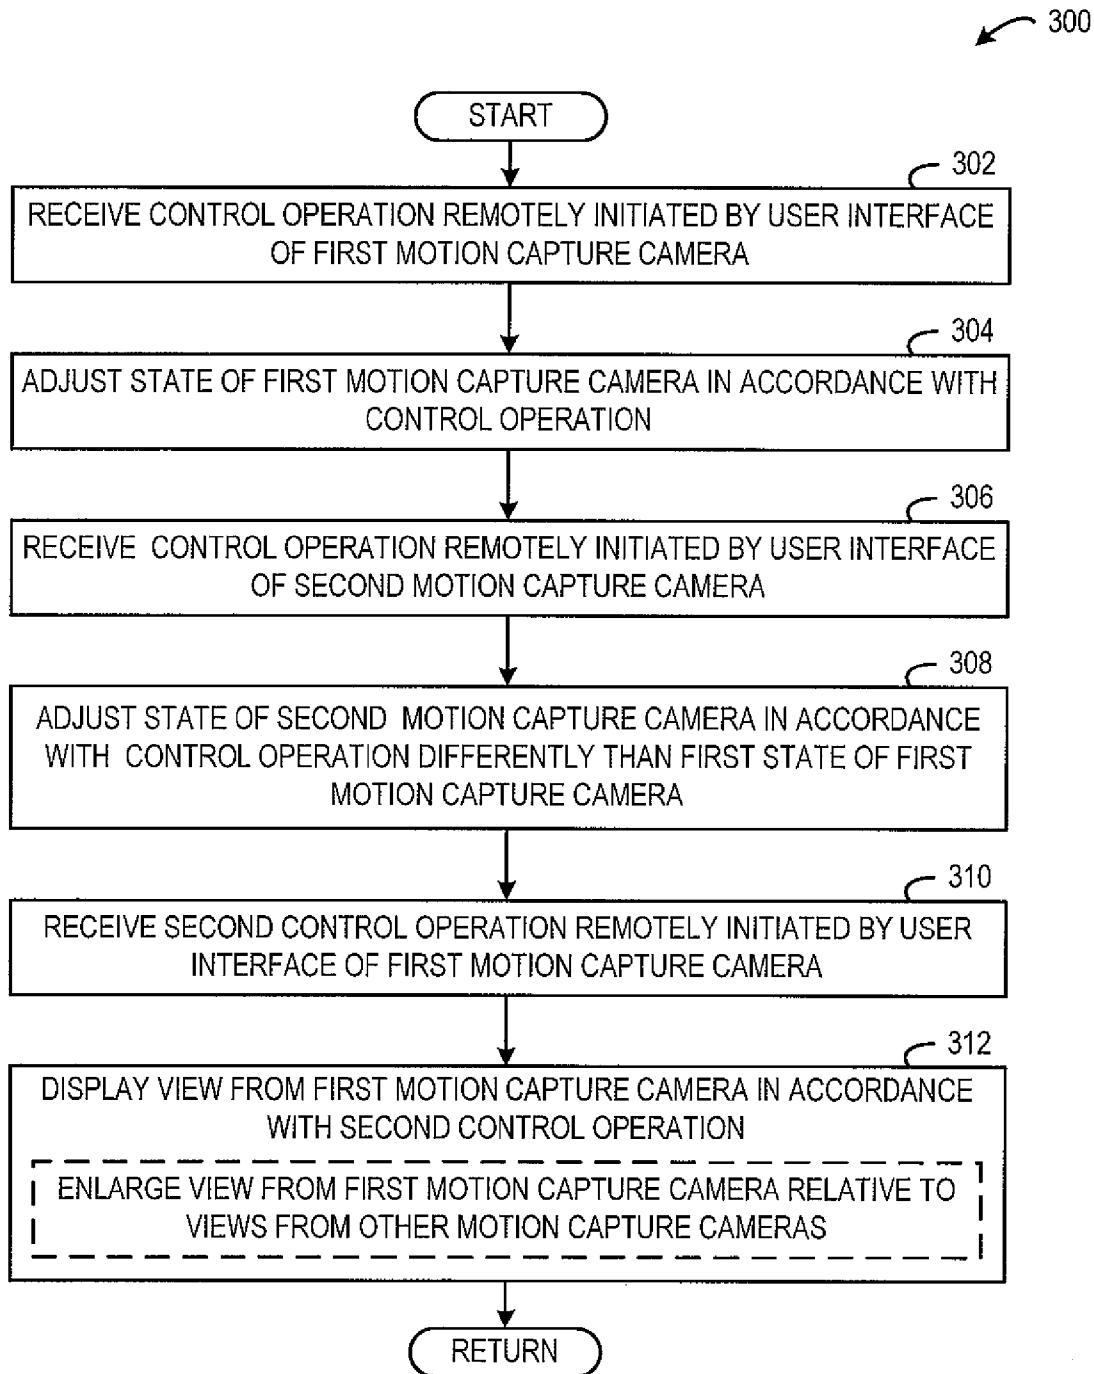 300
START
302
RECEIVE CONTROL OPERATION REMOTELY INITIATED BY USER INTERFACE
OF FIRST MOTION CAPTURE CAMERA
304
ADJUST STATE OF FIRST MOTION CAPTURE CAMERA IN ACCORDANCE WITH
CONTROL OPERATION
306
RECEIVE CONTROL OPERATION REMOTELY INITIATED BY USER INTERFACE
OF SECOND MOTION CAPTURE CAMERA
308
ADJUST STATE OF SECOND MOTION CAPTURE CAMERA IN ACCORDANCE
WITH CONTROL OPERATION DIFFERENTLY THAN FIRST STATE OF FIRST
MOTION CAPTURE CAMERA
310
RECEIVE SECOND CONTROL OPERATION REMOTELY INITIATED BY USER
INTERFACE OF FIRST MOTION CAPTURE CAMERA
312
DISPLAY VIEW FROM FIRST MOTION CAPTURE CAMERA IN ACCORDANCE
WITH SECOND CONTROL OPERATION
ENLARGE VIEW FROM FIRST MOTION CAPTURE CAMERA RELATIVE TO
VIEWS FROM OTHER MOTION CAPTURE CAMERAS
RETURN